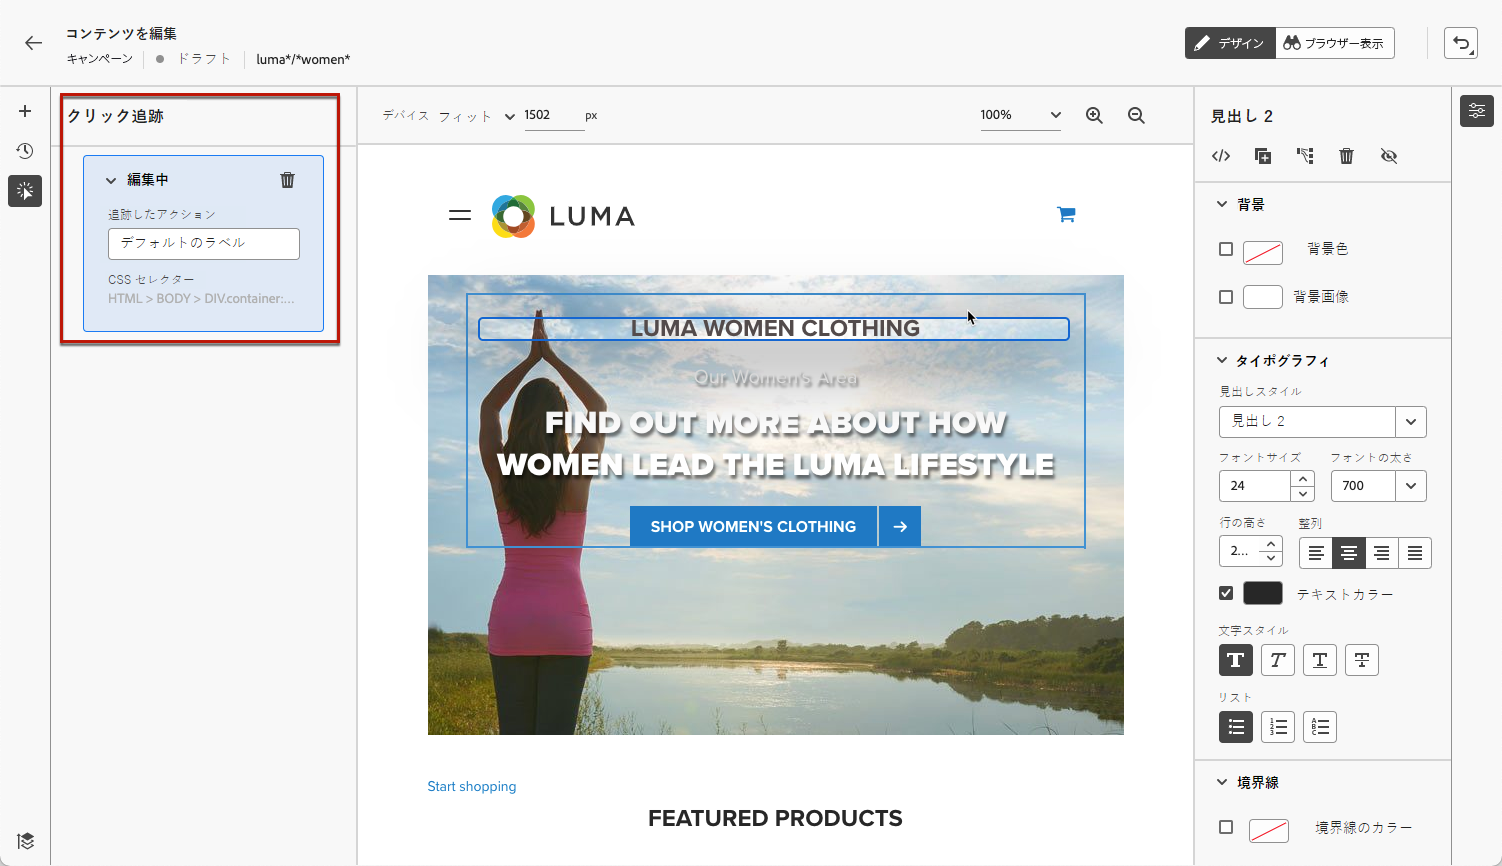 コンテンツを編集
キャンペーン ドラフト luma*/*women*
デザイン ブラウザー表示
クリック追跡
編集中
追跡したアクション
デフォルトのラベル
CSS セレクター
HTML > BODY > DIV.container:...
デバイス フィット 1502 px 100%
LUMA
LUMA WOMEN CLOTHING
Our Women's Area
FIND OUT MORE ABOUT HOW
WOMEN LEAD THE LUMA LIFESTYLE
SHOP WOMEN'S CLOTHING
Start shopping
FEATURED PRODUCTS
見出し 2
背景
背景色
背景画像
タイポグラフィ
見出しスタイル
見出し 2
フォントサイズ フォントの太さ
24 700
行の高さ 整列
2...
テキストカラー
文字スタイル
T T T T
リスト
1 2 3 A B C
境界線
境界線のカラー